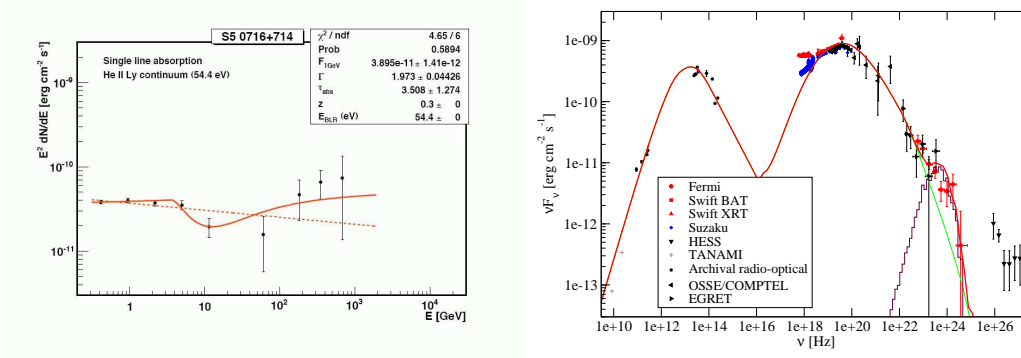 S5 0716+714
Single line absorption
He II Ly continuum (54.4 eV)
χ² / ndf 4.65 / 6
Prob 0.5894
F_1GeV 3.895e-11 ± 1.41e-12
Γ 1.973 ± 0.04426
τ_abs 3.508 ± 1.274
z 0.3 ± 0
E_BLR (eV) 54.4 ± 0
E² dN/dE [erg cm⁻² s⁻¹]
10⁻⁹
10⁻¹⁰
10⁻¹¹
1 10 10² 10³ 10⁴
E [GeV]
νFν [erg cm⁻² s⁻¹]
1e-09
1e-10
1e-11
1e-12
1e-13
Fermi
Swift BAT
Swift XRT
Suzaku
HESS
TANAMI
Archival radio-optical
OSSE/COMPTEL
EGRET
1e+10 1e+12 1e+14 1e+16 1e+18 1e+20 1e+22 1e+24 1e+26
ν [Hz]